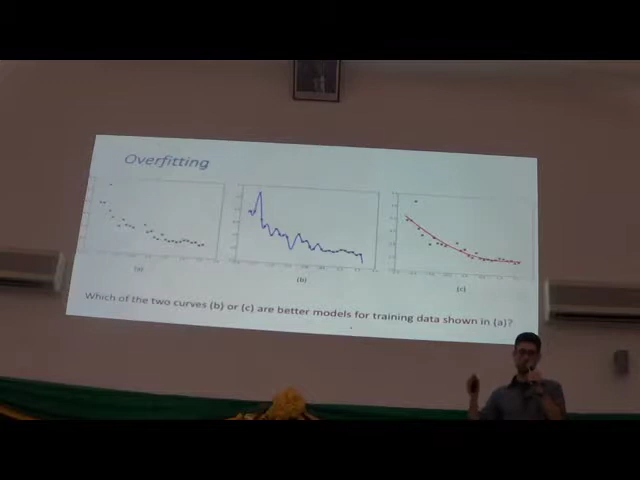 Overfitting
(a)
(b)
(c)
Which of the two curves (b) or (c) are better models for training data shown in (a)?